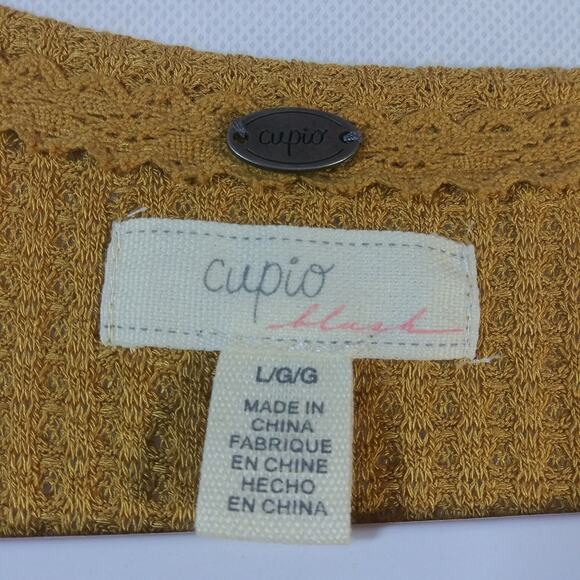 cupio
cupio
blush
L/G/G
MADE IN
CHINA
FABRIQUE
EN CHINE
HECHO
EN CHINA